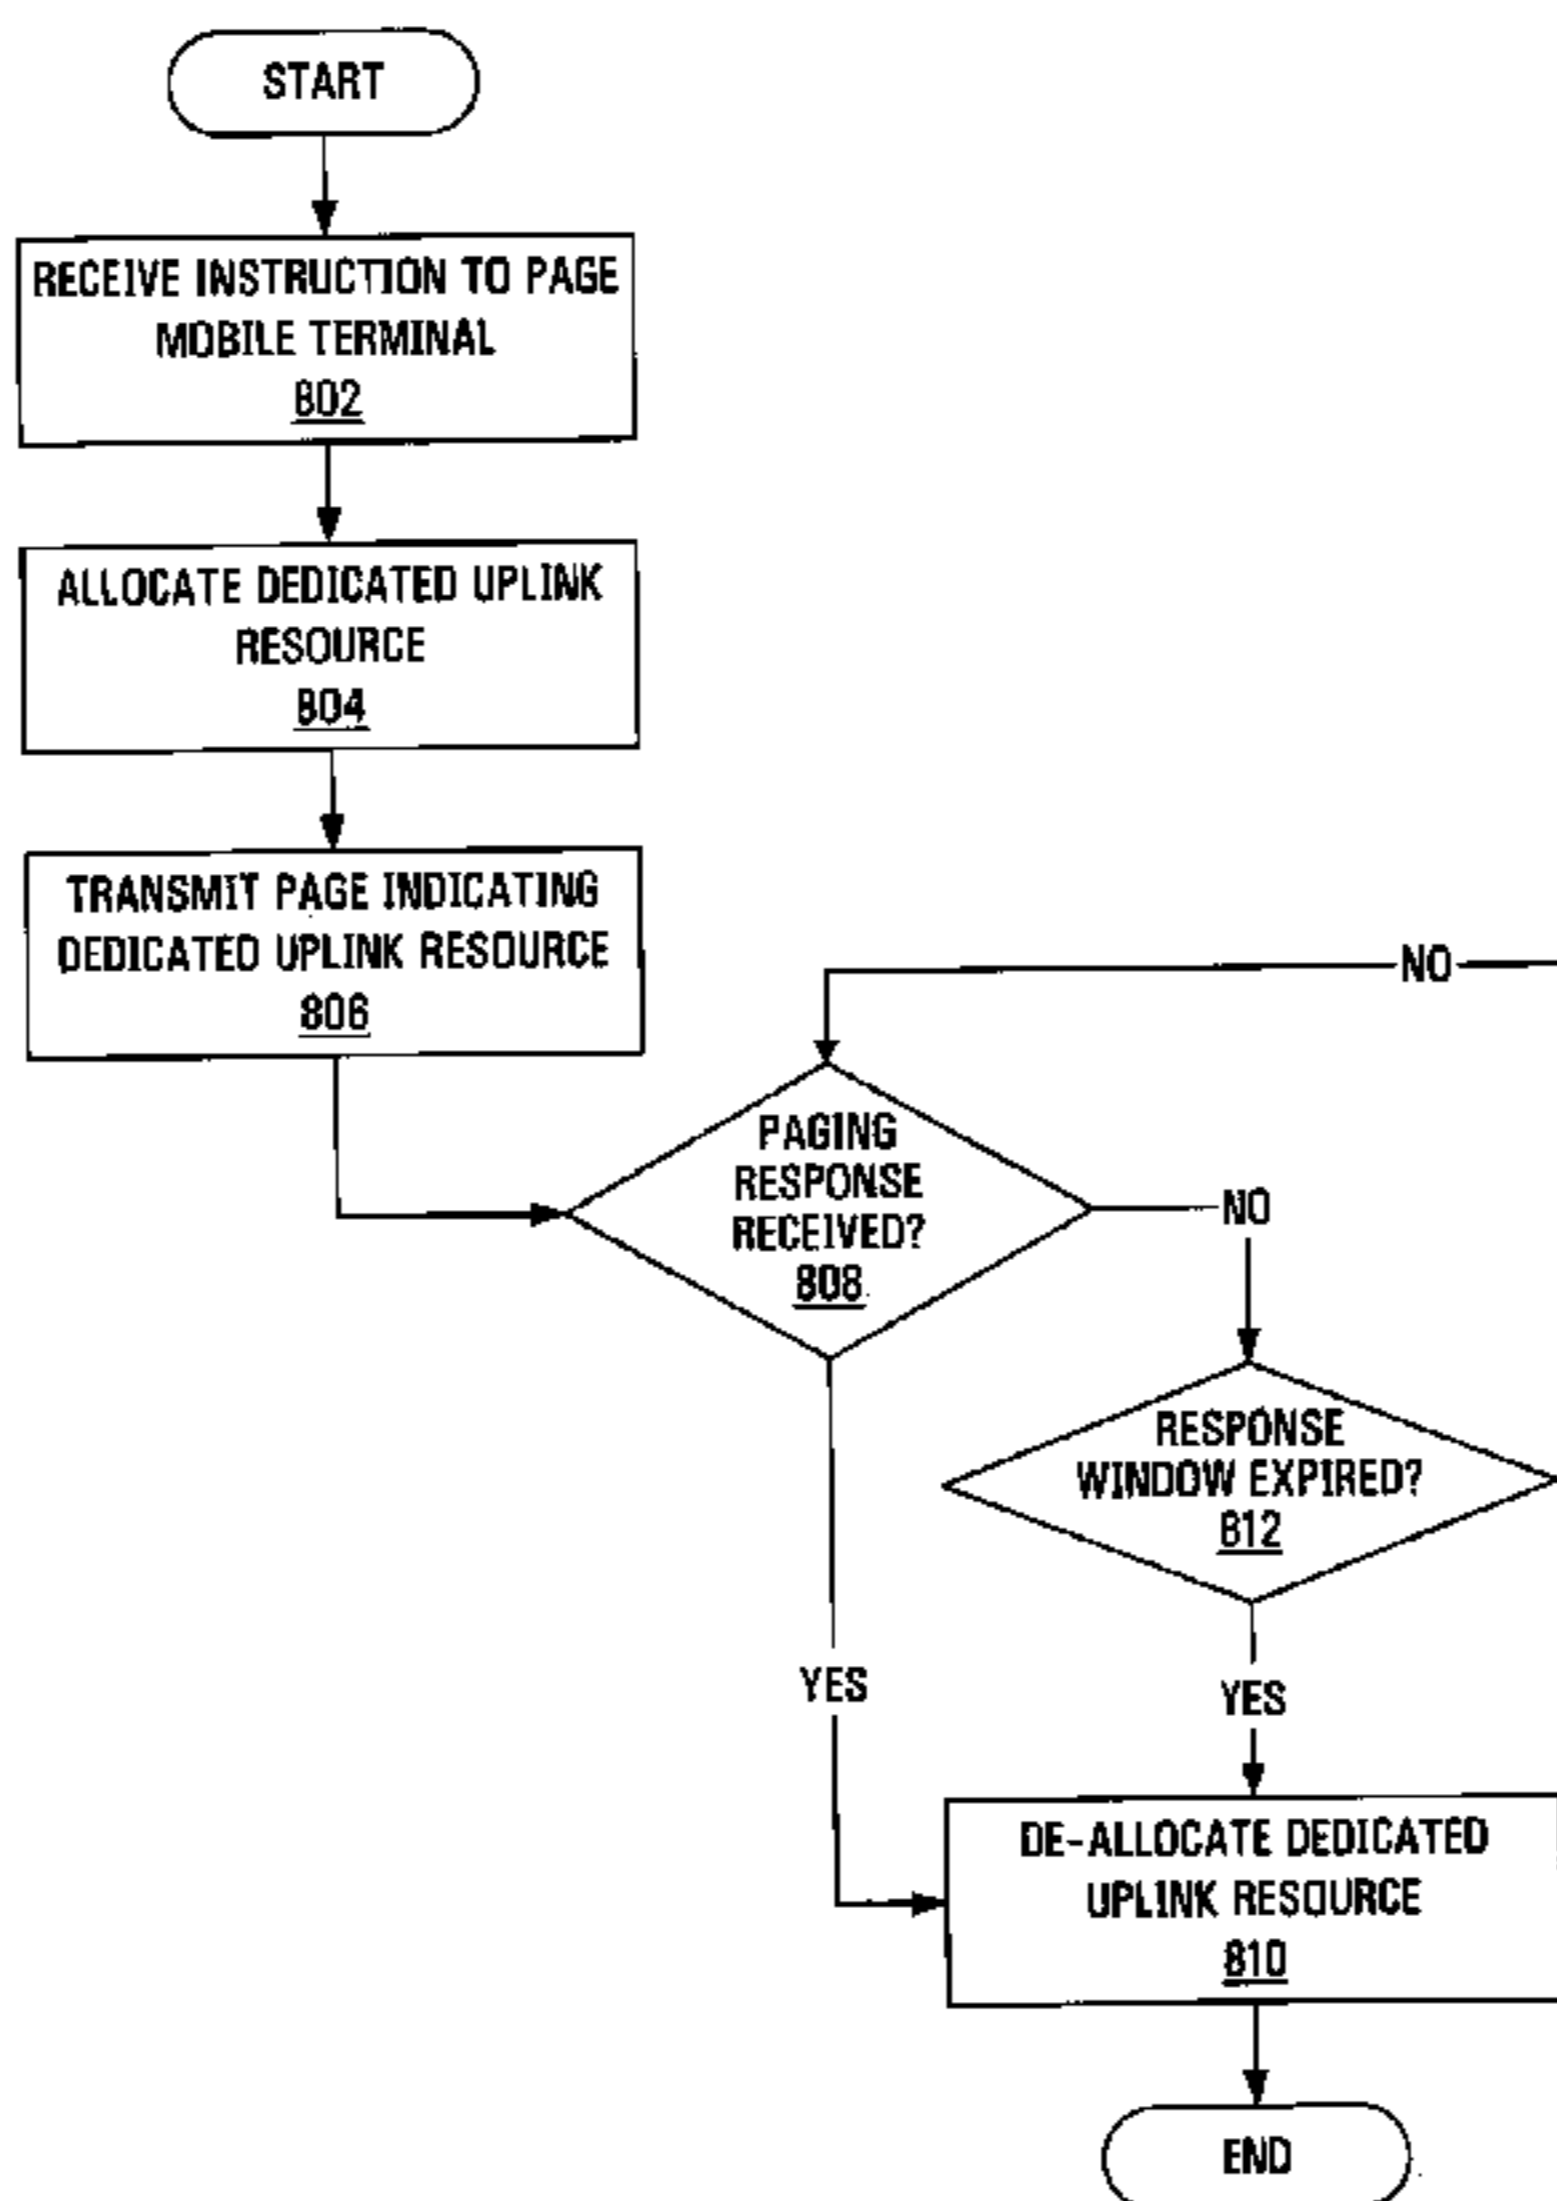 START
RECEIVE INSTRUCTION TO PAGE
MOBILE TERMINAL
802
ALLOCATE DEDICATED UPLINK
RESOURCE
804
TRANSMIT PAGE INDICATING
DEDICATED UPLINK RESOURCE
806
NO
PAGING
RESPONSE
RECEIVED?
808
NO
RESPONSE
WINDOW EXPIRED?
812
YES
YES
DE-ALLOCATE DEDICATED
UPLINK RESOURCE
810
END